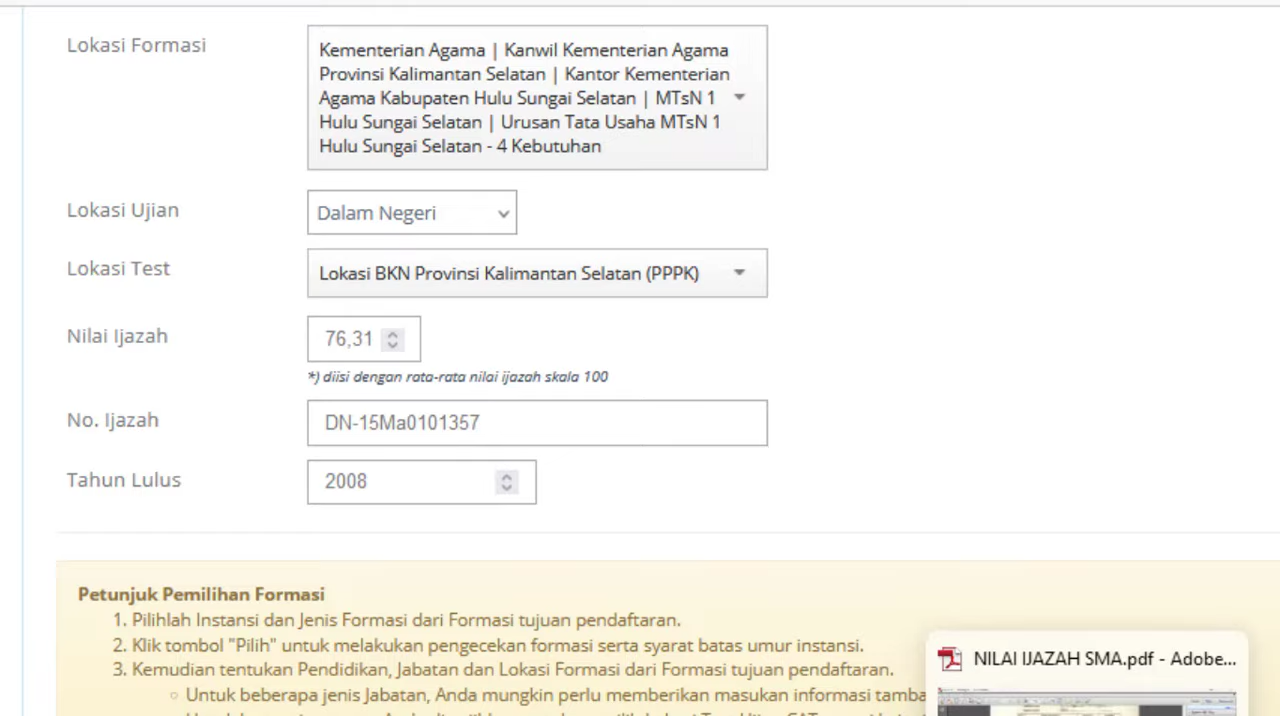 Lokasi Formasi
Kementerian Agama | Kanwil Kementerian Agama
Provinsi Kalimantan Selatan | Kantor Kementerian
Agama Kabupaten Hulu Sungai Selatan | MTsN 1
Hulu Sungai Selatan | Urusan Tata Usaha MTsN 1
Hulu Sungai Selatan - 4 Kebutuhan
Lokasi Ujian
Dalam Negeri
Lokasi Test
Lokasi BKN Provinsi Kalimantan Selatan (PPPK)
Nilai Ijazah
76,31
*) diisi dengan rata-rata nilai ijazah skala 100
No. Ijazah
DN-15Ma0101357
Tahun Lulus
2008
Petunjuk Pemilihan Formasi
1. Pilihlah Instansi dan Jenis Formasi dari Formasi tujuan pendaftaran.
2. Klik tombol "Pilih" untuk melakukan pengecekan formasi serta syarat batas umur instansi.
3. Kemudian tentukan Pendidikan, Jabatan dan Lokasi Formasi dari Formasi tujuan pendaftaran.
Untuk beberapa jenis Jabatan, Anda mungkin perlu memberikan masukan informasi tamba
NILAI IJAZAH SMA.pdf - Adobe...